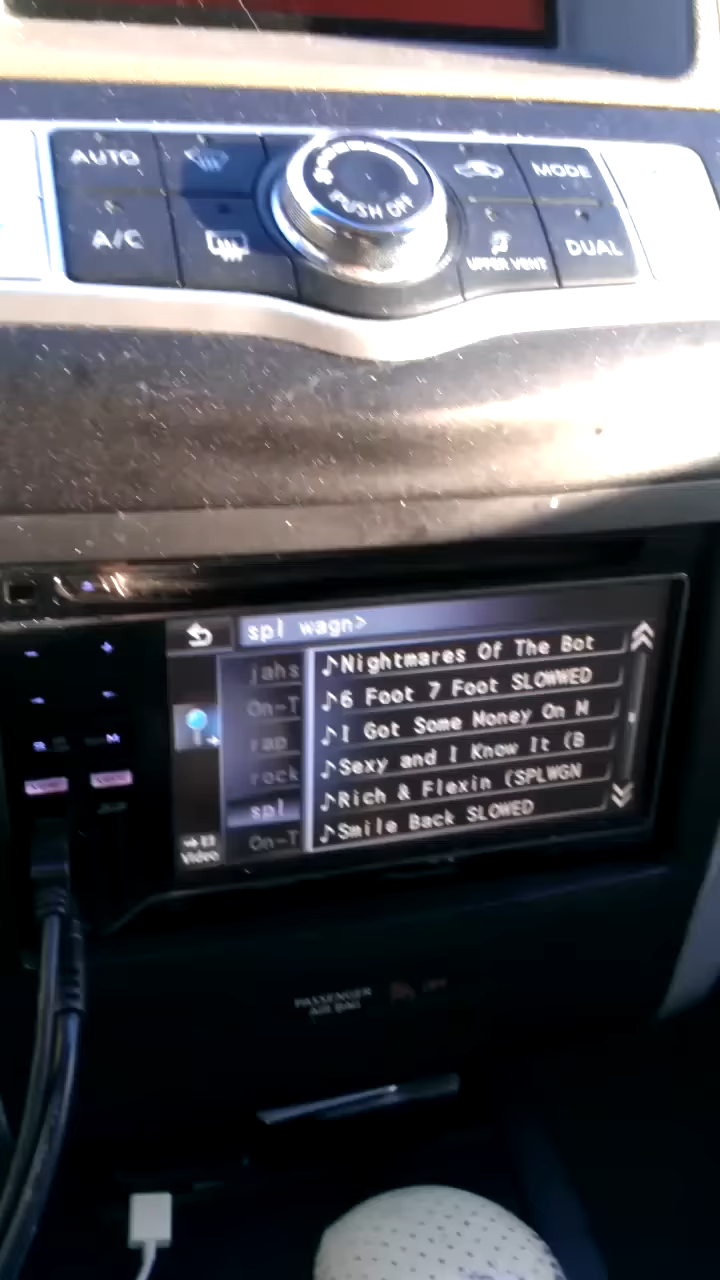 AUTO
PUSH OFF
MODE
A/C
UPPER VENT
DUAL
spl wagn>
jahs
On-T
rap
rock
spl
On-T
♪Nightmares Of The Bot
♪6 Foot 7 Foot SLOWWED
♪I Got Some Money On M
♪Sexy and I Know It (B
♪Rich & Flexin (SPLWGN
♪Smile Back SLOWED
Video
PASSENGER
AIR BAG
OFF